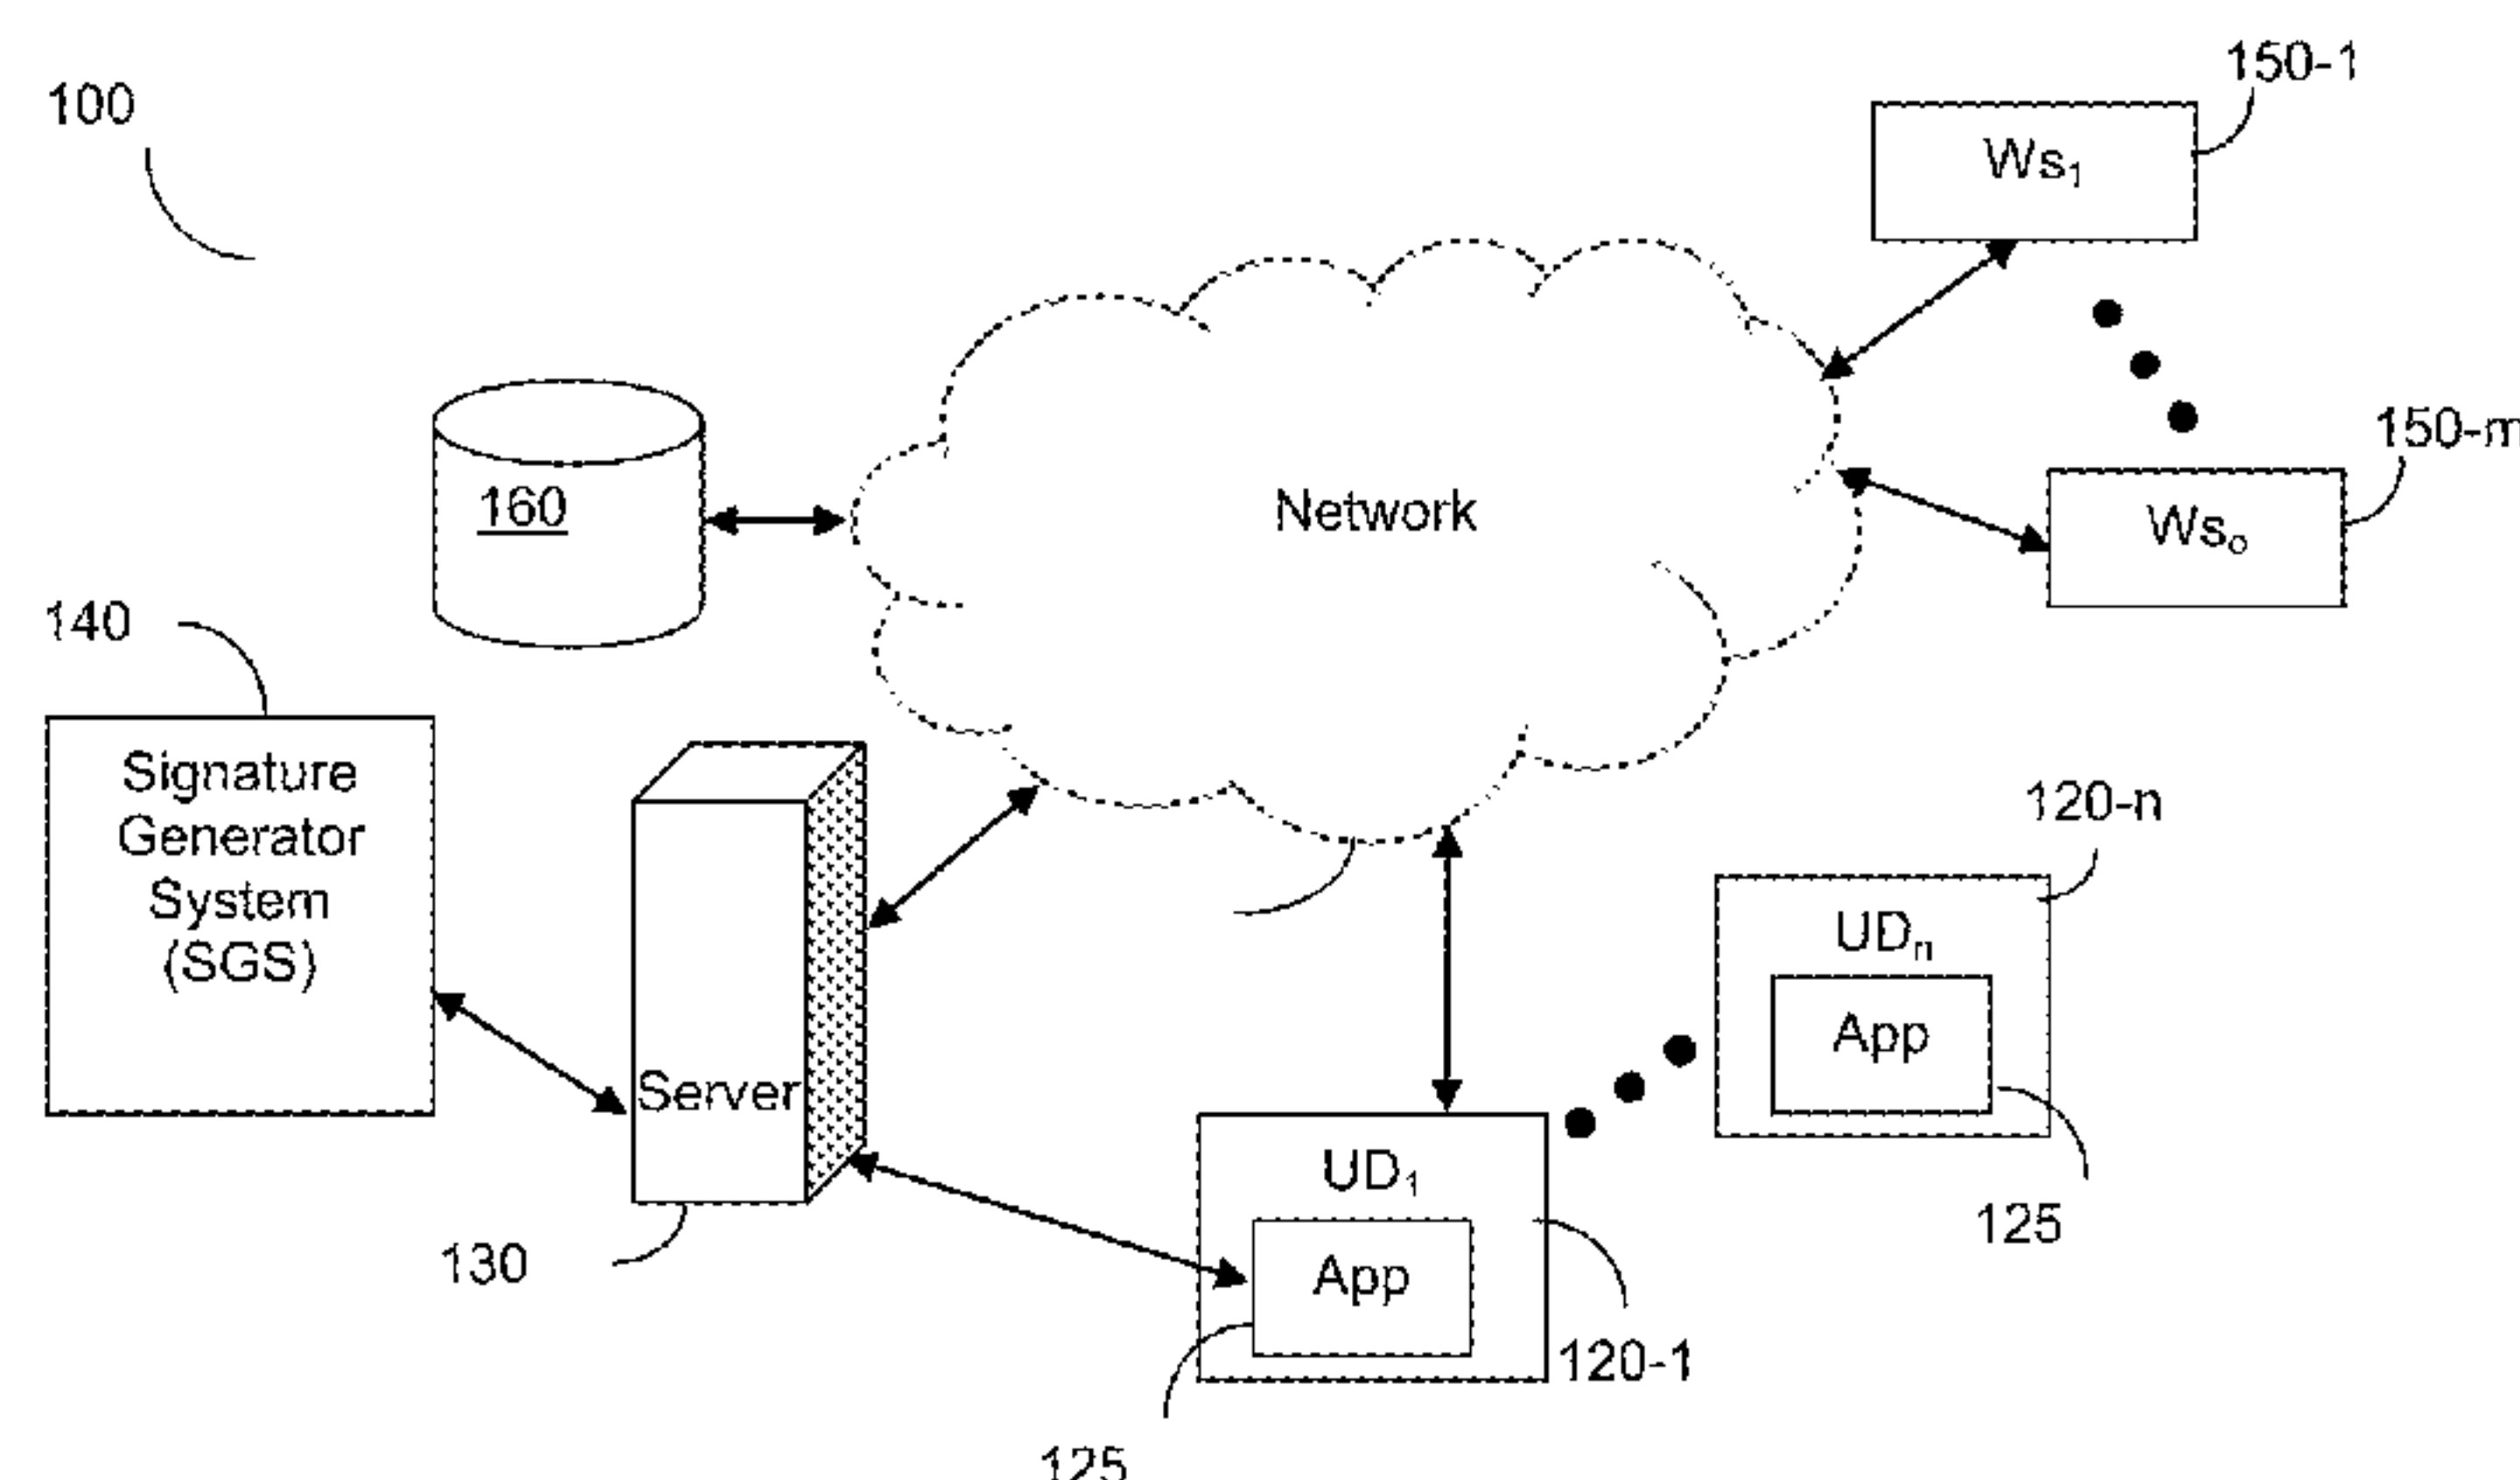 100
150-1
Ws₁
150-m
Wsₒ
Network
160
140
Signature
Generator
System
(SGS)
Server
130
120-n
UDₙ
App
125
UD₁
App
120-1
125